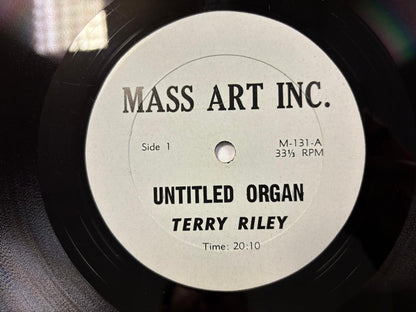 MASS ART INC.
Side 1
M-131-A
33⅓ RPM
UNTITLED ORGAN
TERRY RILEY
Time: 20:10